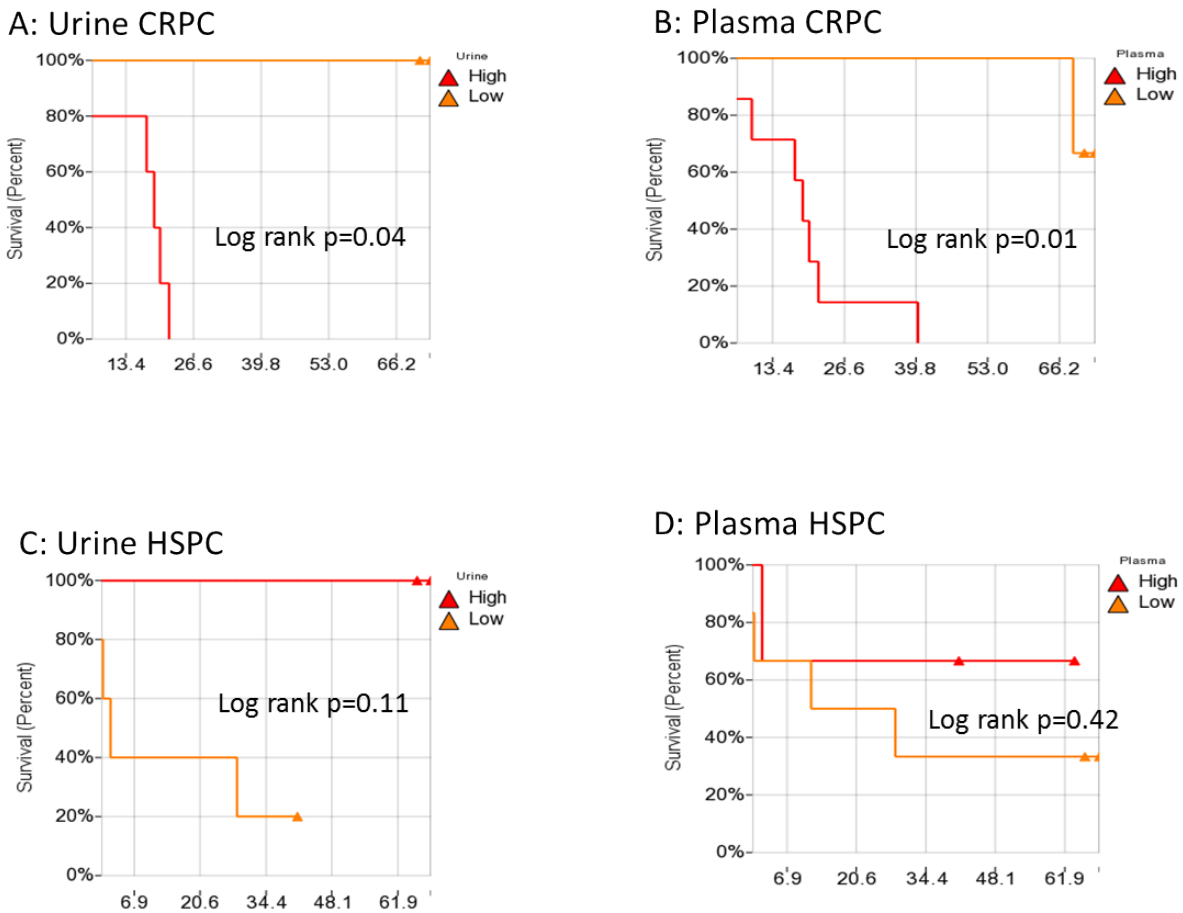 A: Urine CRPC
Survival (Percent)
100%
80%
60%
40%
20%
0%
13.4 26.6 39.8 53.0 66.2
Log rank p=0.04
Urine
High
Low
B: Plasma CRPC
Survival (Percent)
100%
80%
60%
40%
20%
0%
13.4 26.6 39.8 53.0 66.2
Log rank p=0.01
Plasma
High
Low
C: Urine HSPC
Survival (Percent)
100%
80%
60%
40%
20%
0%
6.9 20.6 34.4 48.1 61.9
Log rank p=0.11
Urine
High
Low
D: Plasma HSPC
Survival (Percent)
100%
80%
60%
40%
20%
0%
6.9 20.6 34.4 48.1 61.9
Log rank p=0.42
Plasma
High
Low